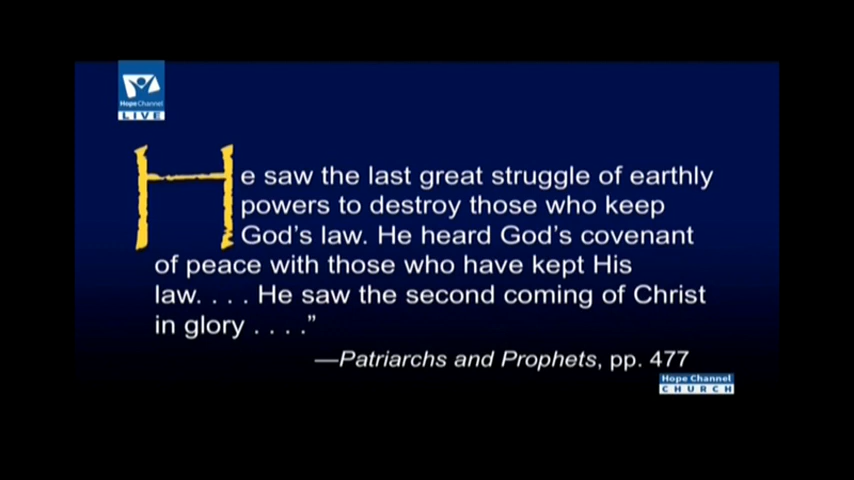 Hope Channel
LIVE
He saw the last great struggle of earthly
powers to destroy those who keep
God's law. He heard God's covenant
of peace with those who have kept His
law. . . . He saw the second coming of Christ
in glory . . . ."
—Patriarchs and Prophets, pp. 477
Hope Channel
CHURCH